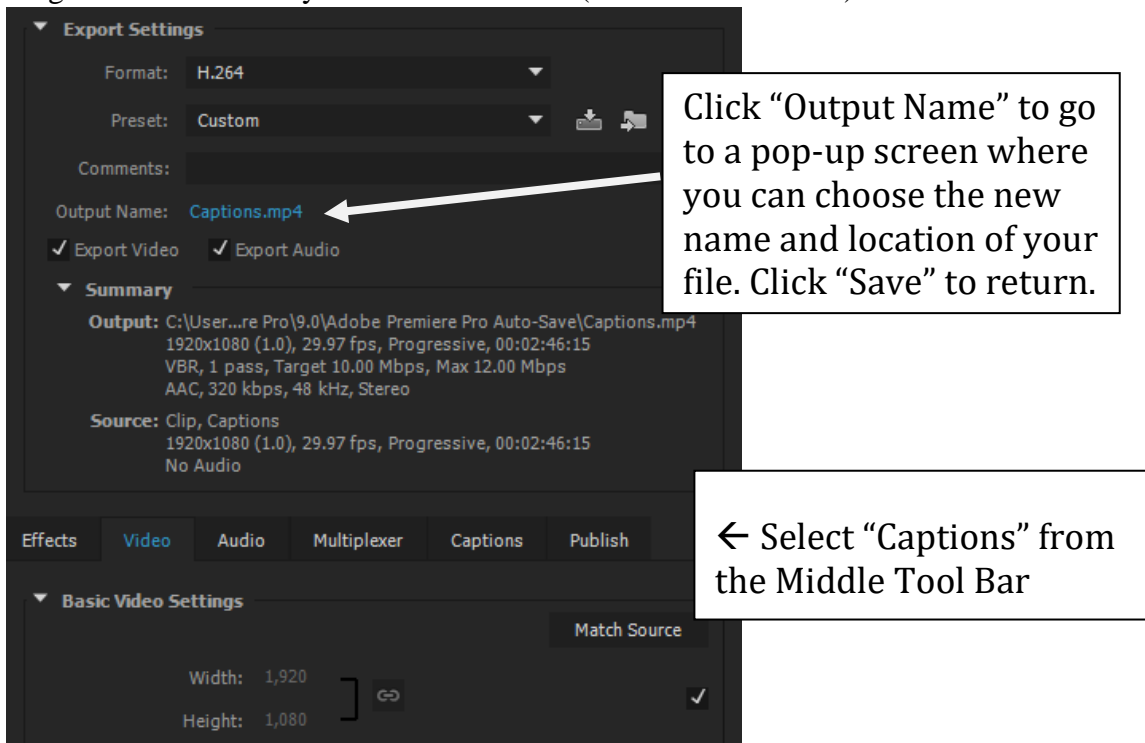 Export Settings
Format: H.264
Preset: Custom
Comments:
Output Name: Captions.mp4
Export Video Export Audio
Click “Output Name” to go
to a pop-up screen where
you can choose the new
name and location of your
file. Click “Save” to return.
Summary
Output: C:\User...re Pro\9.0\Adobe Premiere Pro Auto-Save\Captions.mp4
1920x1080 (1.0), 29.97 fps, Progressive, 00:02:46:15
VBR, 1 pass, Target 10.00 Mbps, Max 12.00 Mbps
AAC, 320 kbps, 48 kHz, Stereo
Source: Clip, Captions
1920x1080 (1.0), 29.97 fps, Progressive, 00:02:46:15
No Audio
Effects Video Audio Multiplexer Captions Publish
← Select “Captions” from
the Middle Tool Bar
Basic Video Settings
Match Source
Width: 1,920
Height: 1,080